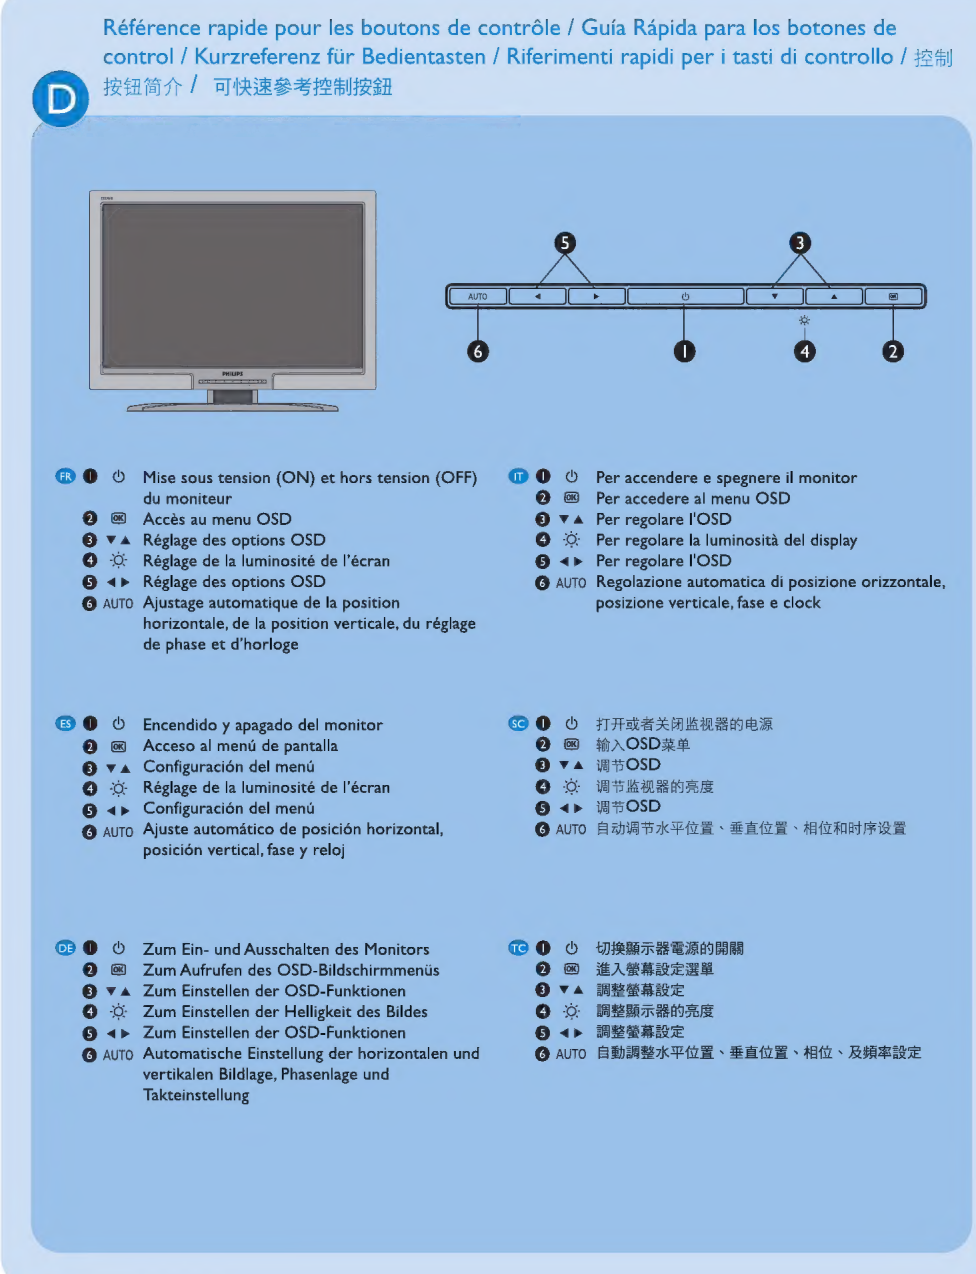 Référence rapide pour les boutons de contrôle / Guía Rápida para los botones de
control / Kurzreferenz für Bedientasten / Riferimenti rapidi per i tasti di controllo / 控制
按钮简介 / 可快速參考控制按鈕
D
5
3
AUTO ◄ ► ⏻ ▼ ▲ OK
6
1
4
2
PHILIPS
FR 1 ⏻ Mise sous tension (ON) et hors tension (OFF)
du moniteur
2 OK Accès au menu OSD
3 ▼▲ Réglage des options OSD
4 Réglage de la luminosité de l'écran
5 ◄► Réglage des options OSD
6 AUTO Ajustage automatique de la position
horizontale, de la position verticale, du réglage
de phase et d'horloge
IT 1 ⏻ Per accendere e spegnere il monitor
2 OK Per accedere al menu OSD
3 ▼▲ Per regolare l'OSD
4 Per regolare la luminosità del display
5 ◄► Per regolare l'OSD
6 AUTO Regolazione automatica di posizione orizzontale,
posizione verticale, fase e clock
ES 1 ⏻ Encendido y apagado del monitor
2 OK Acceso al menú de pantalla
3 ▼▲ Configuración del menú
4 Réglage de la luminosité de l'écran
5 ◄► Configuración del menú
6 AUTO Ajuste automático de posición horizontal,
posición vertical, fase y reloj
SC 1 ⏻ 打开或者关闭监视器的电源
2 OK 输入OSD菜单
3 ▼▲ 调节OSD
4 调节监视器的亮度
5 ◄► 调节OSD
6 AUTO 自动调节水平位置、垂直位置、相位和时序设置
DE 1 ⏻ Zum Ein- und Ausschalten des Monitors
2 OK Zum Aufrufen des OSD-Bildschirmmenüs
3 ▼▲ Zum Einstellen der OSD-Funktionen
4 Zum Einstellen der Helligkeit des Bildes
5 ◄► Zum Einstellen der OSD-Funktionen
6 AUTO Automatische Einstellung der horizontalen und
vertikalen Bildlage, Phasenlage und
Takteinstellung
TC 1 ⏻ 切換顯示器電源的開關
2 OK 進入螢幕設定選單
3 ▼▲ 調整螢幕設定
4 調整顯示器的亮度
5 ◄► 調整螢幕設定
6 AUTO 自動調整水平位置、垂直位置、相位、及頻率設定